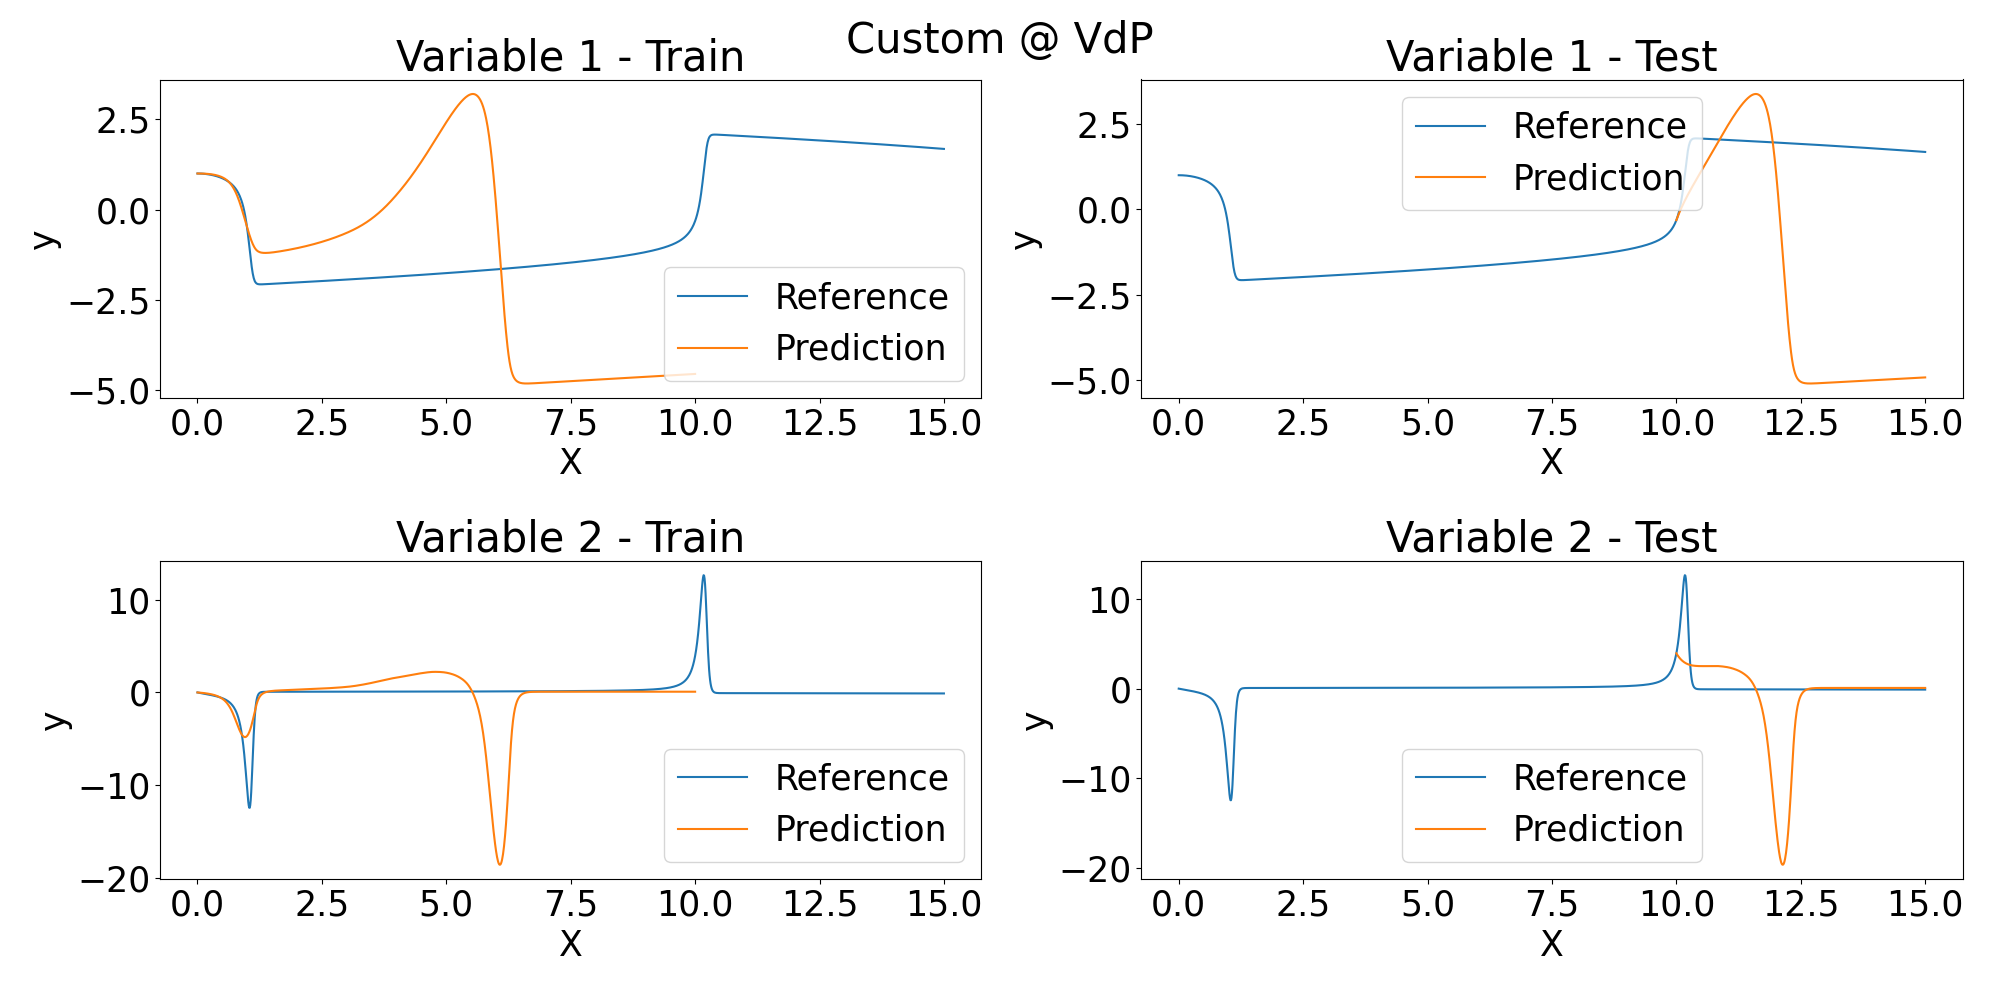 Custom @ VdP
Variable 1 - Train
Variable 1 - Test
y
2.5
0.0
−2.5
−5.0
Reference
Prediction
0.0 2.5 5.0 7.5 10.0 12.5 15.0
X
y
2.5
0.0
−2.5
−5.0
Reference
Prediction
0.0 2.5 5.0 7.5 10.0 12.5 15.0
X
Variable 2 - Train
Variable 2 - Test
y
10
0
−10
−20
Reference
Prediction
0.0 2.5 5.0 7.5 10.0 12.5 15.0
X
y
10
0
−10
−20
Reference
Prediction
0.0 2.5 5.0 7.5 10.0 12.5 15.0
X